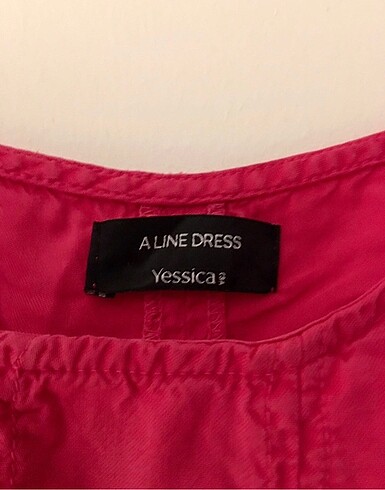 A LINE DRESS
Yessica C&A